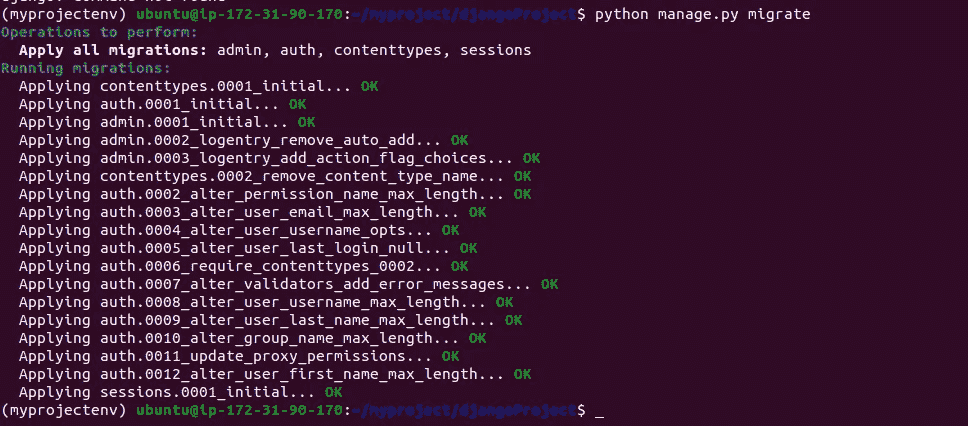 (myprojectenv) ubuntu@ip-172-31-90-170:~/myproject/djangoProject$ python manage.py migrate
Operations to perform:
  Apply all migrations: admin, auth, contenttypes, sessions
Running migrations:
  Applying contenttypes.0001_initial... OK
  Applying auth.0001_initial... OK
  Applying admin.0001_initial... OK
  Applying admin.0002_logentry_remove_auto_add... OK
  Applying admin.0003_logentry_add_action_flag_choices... OK
  Applying contenttypes.0002_remove_content_type_name... OK
  Applying auth.0002_alter_permission_name_max_length... OK
  Applying auth.0003_alter_user_email_max_length... OK
  Applying auth.0004_alter_user_username_opts... OK
  Applying auth.0005_alter_user_last_login_null... OK
  Applying auth.0006_require_contenttypes_0002... OK
  Applying auth.0007_alter_validators_add_error_messages... OK
  Applying auth.0008_alter_user_username_max_length... OK
  Applying auth.0009_alter_user_last_name_max_length... OK
  Applying auth.0010_alter_group_name_max_length... OK
  Applying auth.0011_update_proxy_permissions... OK
  Applying auth.0012_alter_user_first_name_max_length... OK
  Applying sessions.0001_initial... OK
(myprojectenv) ubuntu@ip-172-31-90-170:~/myproject/djangoProject$ _